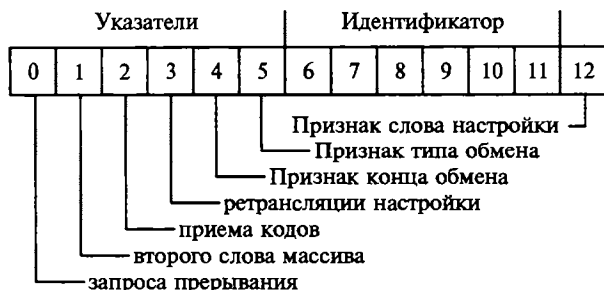 Указатели Идентификатор
0 1 2 3 4 5 6 7 8 9 10 11 12
Признак слова настройки
Признак типа обмена
Признак конца обмена
ретрансляции настройки
приема кодов
второго слова массива
запроса прерывания